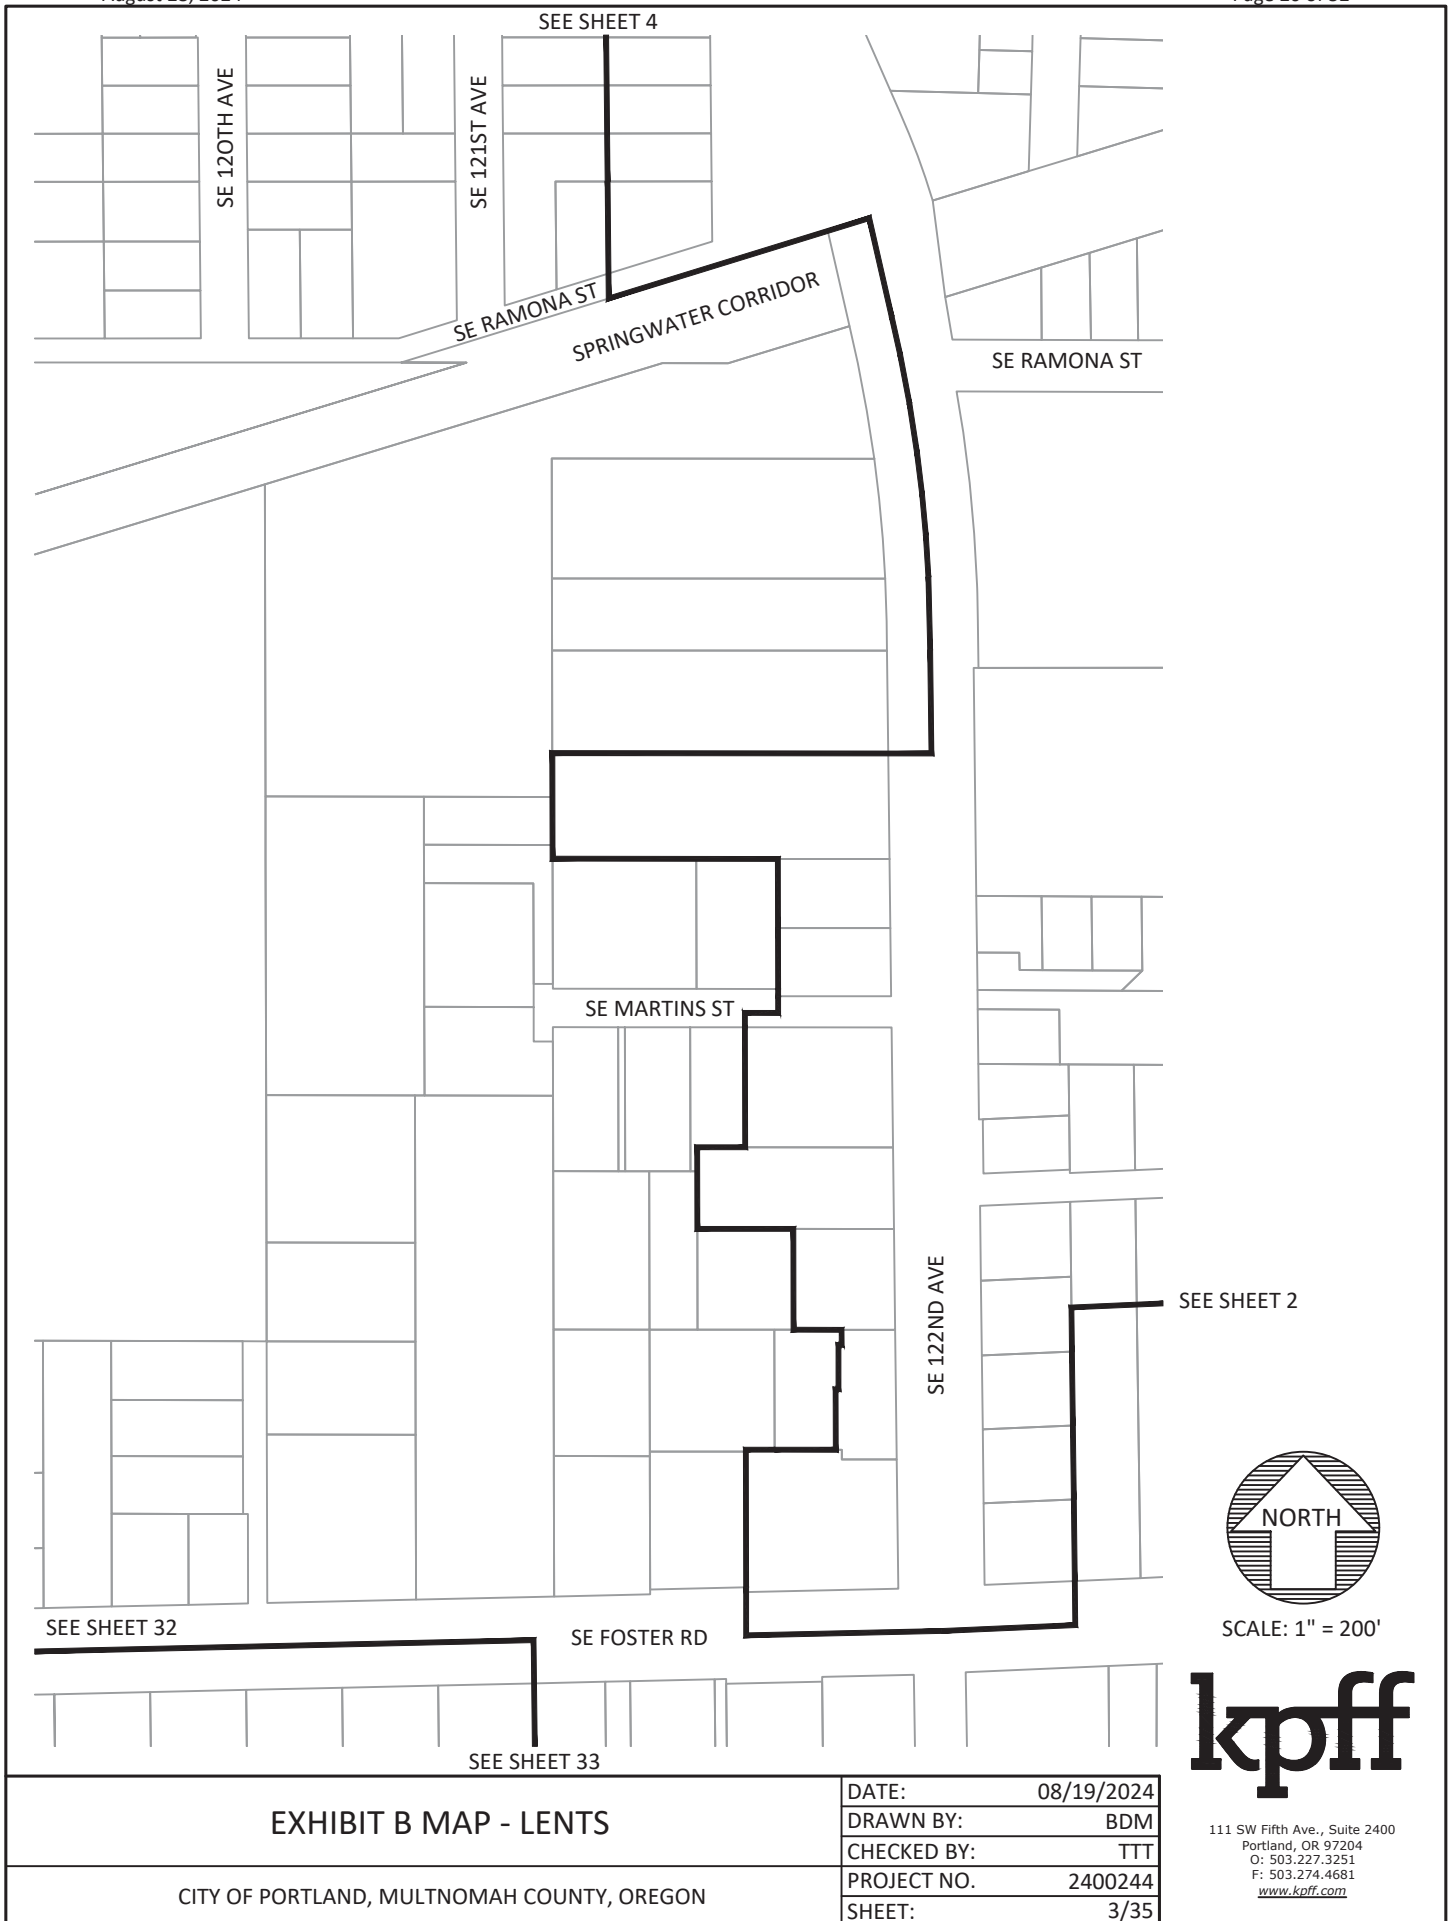 SEE SHEET 4
SE 120TH AVE
SE 121ST AVE
SE RAMONA ST
SPRINGWATER CORRIDOR
SE RAMONA ST
SE MARTINS ST
SE 122ND AVE
SEE SHEET 2
NORTH
SCALE: 1" = 200'
SEE SHEET 32
SE FOSTER RD
SEE SHEET 33
kpff
111 SW Fifth Ave., Suite 2400
Portland, OR 97204
O: 503.227.3251
F: 503.274.4681
www.kpff.com
EXHIBIT B MAP - LENTS
CITY OF PORTLAND, MULTNOMAH COUNTY, OREGON
DATE: 08/19/2024
DRAWN BY: BDM
CHECKED BY: TTT
PROJECT NO. 2400244
SHEET: 3/35